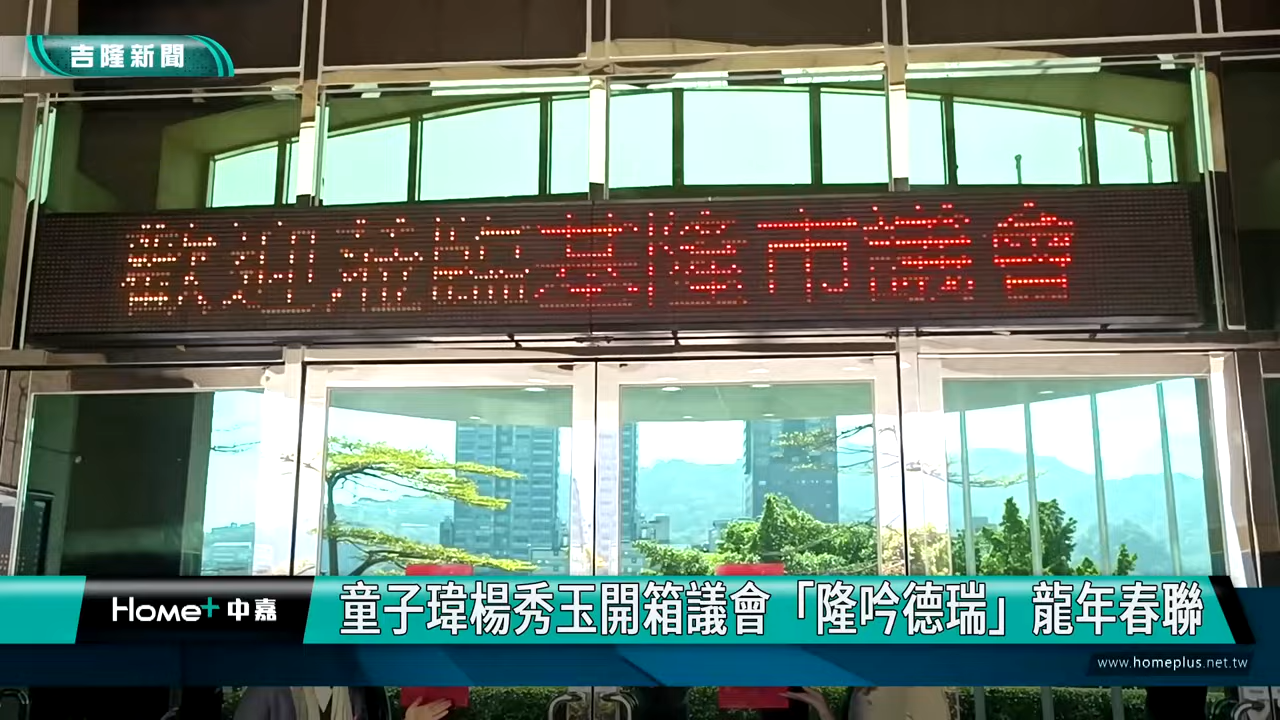 吉隆新聞
歡迎蒞臨基隆市議會
Home+ 中嘉
童子瑋楊秀玉開箱議會「隆吟德瑞」龍年春聯
www.homeplus.net.tw